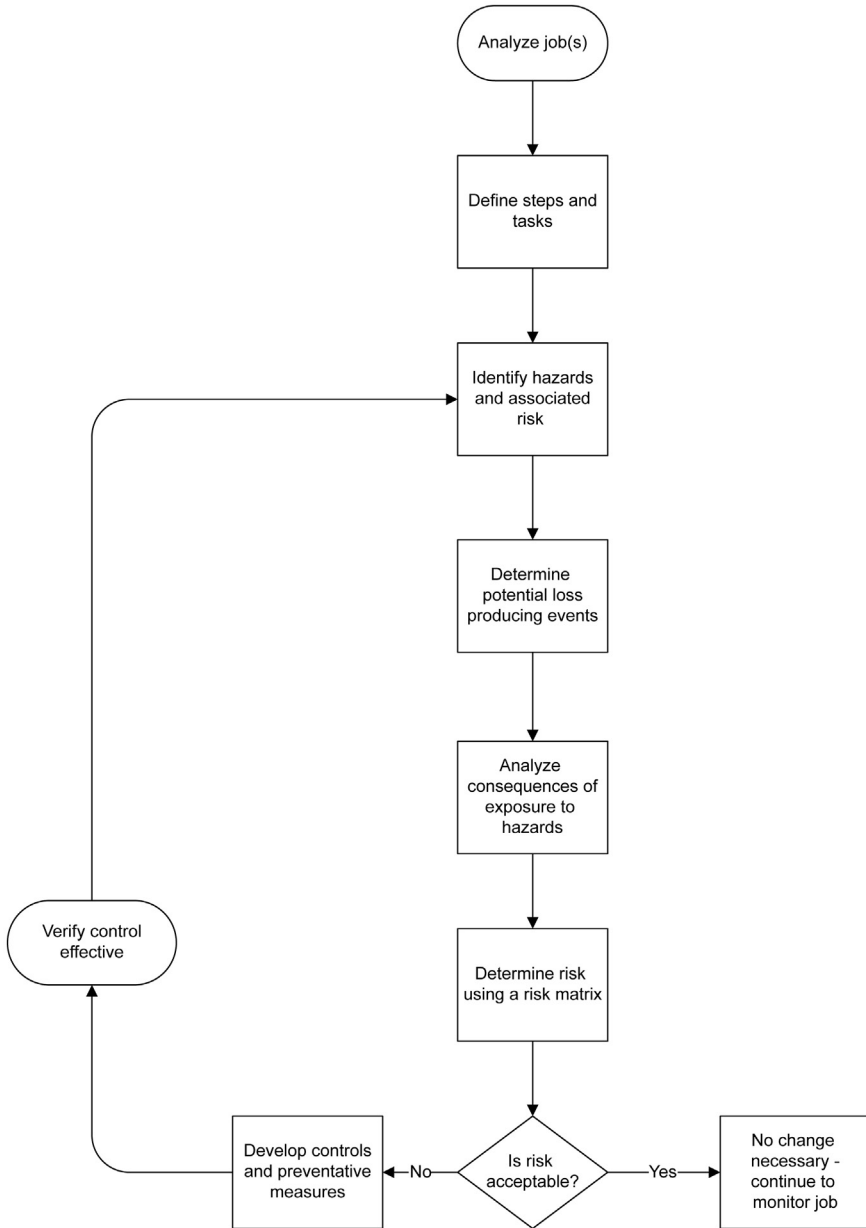 Analyze job(s)
Define steps and
tasks
Identify hazards
and associated
risk
Determine
potential loss
producing events
Analyze
consequences of
exposure to
hazards
Verify control
effective
Determine risk
using a risk matrix
Develop controls
and preventative
measures
No
Is risk
acceptable?
Yes
No change
necessary -
continue to
monitor job